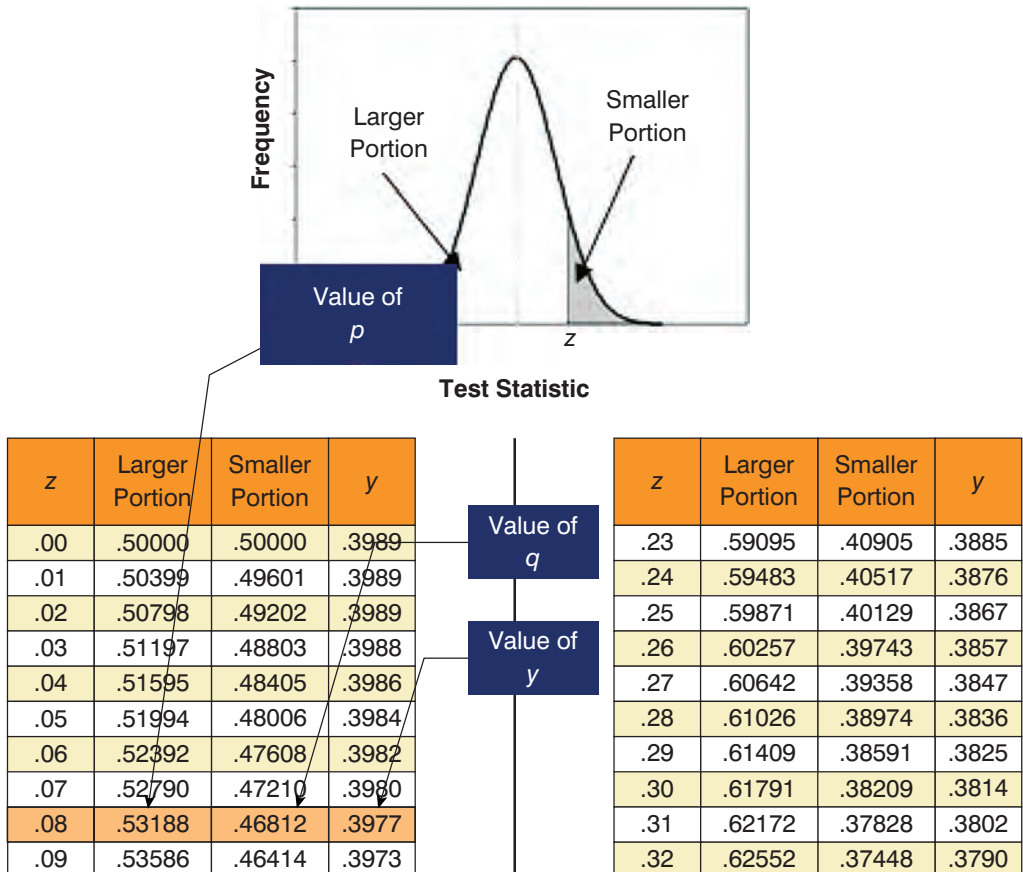 Frequency
Larger
Portion
Smaller
Portion
Value of
p
z
Test Statistic
z Larger Portion Smaller Portion y
.00 .50000 .50000 .3989
.01 .50399 .49601 .3989
.02 .50798 .49202 .3989
.03 .51197 .48803 .3988
.04 .51595 .48405 .3986
.05 .51994 .48006 .3984
.06 .52392 .47608 .3982
.07 .52790 .47210 .3980
.08 .53188 .46812 .3977
.09 .53586 .46414 .3973
Value of
q
Value of
y
z Larger Portion Smaller Portion y
.23 .59095 .40905 .3885
.24 .59483 .40517 .3876
.25 .59871 .40129 .3867
.26 .60257 .39743 .3857
.27 .60642 .39358 .3847
.28 .61026 .38974 .3836
.29 .61409 .38591 .3825
.30 .61791 .38209 .3814
.31 .62172 .37828 .3802
.32 .62552 .37448 .3790